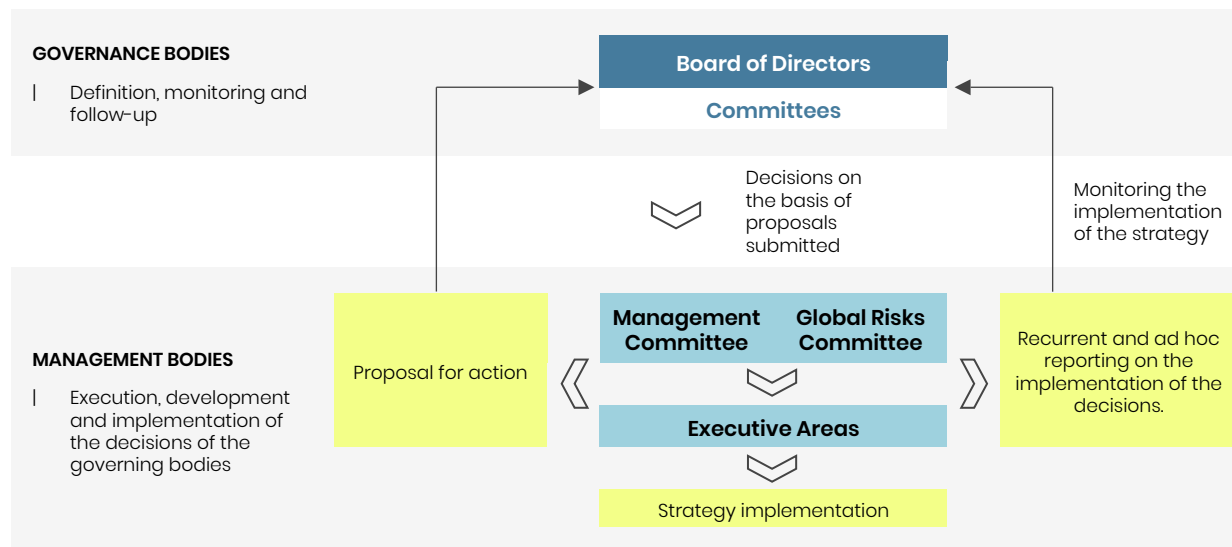 GOVERNANCE BODIES
| Definition, monitoring and
follow-up
Board of Directors
Committees
Decisions on
the basis of
proposals
submitted
Monitoring the
implementation
of the strategy
MANAGEMENT BODIES
| Execution, development
and implementation of
the decisions of the
governing bodies
Proposal for action
Management
Committee
Global Risks
Committee
Executive Areas
Strategy implementation
Recurrent and ad hoc
reporting on the
implementation of the
decisions.